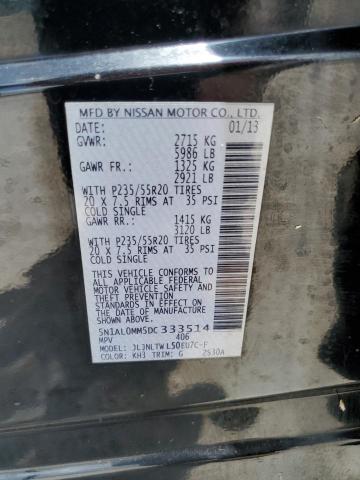 MFD BY NISSAN MOTOR CO., LTD.
DATE: 01/13
GVWR: 2715 KG
5986 LB
GAWR FR.: 1325 KG
2921 LB
WITH P235/55R20 TIRES
20 X 7.5 RIMS AT 35 PSI
COLD SINGLE
GAWR RR.: 1415 KG
3120 LB
WITH P235/55R20 TIRES
20 X 7.5 RIMS AT 35 PSI
COLD SINGLE
THIS VEHICLE CONFORMS TO
ALL APPLICABLE FEDERAL
MOTOR VEHICLE SAFETY AND
THEFT PREVENTION
STANDARDS IN EFFECT ON
THE DATE OF MANUFACTURE
SHOWN ABOVE.
5N1AL0MM5DC333514
MPV 406
MODEL: JLJNLTWL50EU7C-F
COLOR: KH3 TRIM: G 2S30A